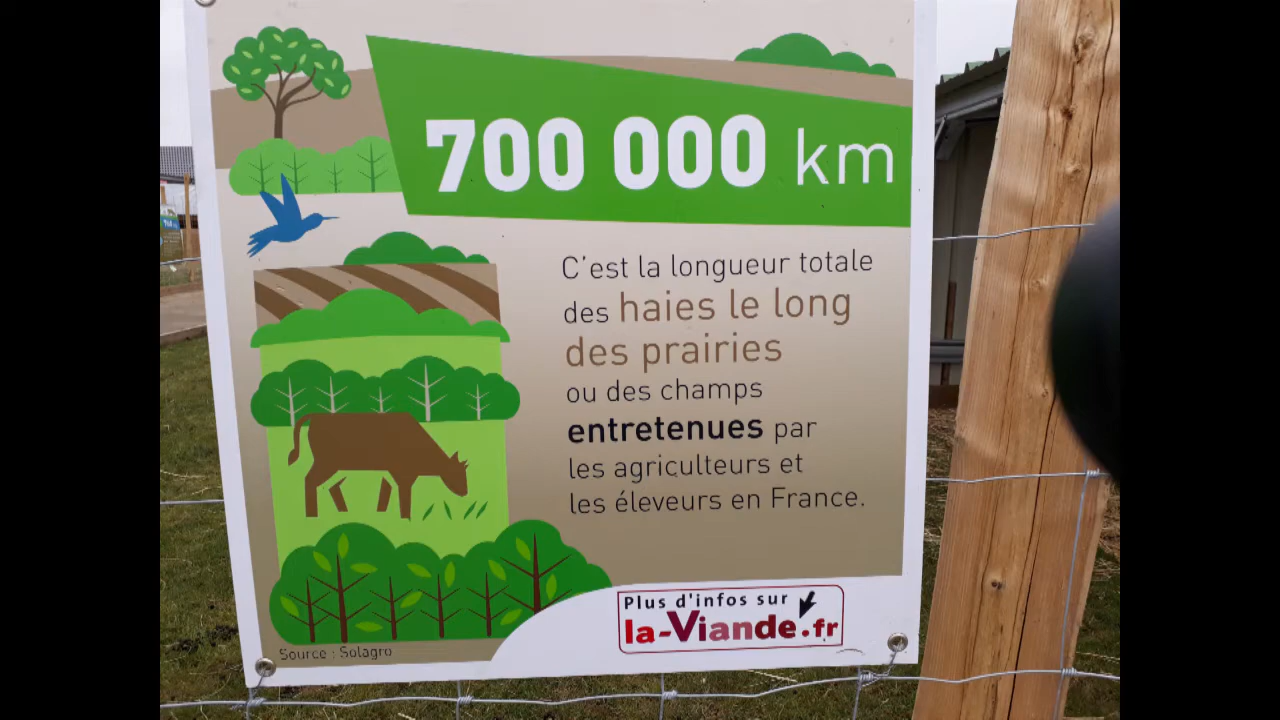 700 000 km
C'est la longueur totale
des haies le long
des prairies
ou des champs
entretenues par
les agriculteurs et
les éleveurs en France.
Plus d'infos sur
la-Viande.fr
Source : Solagro